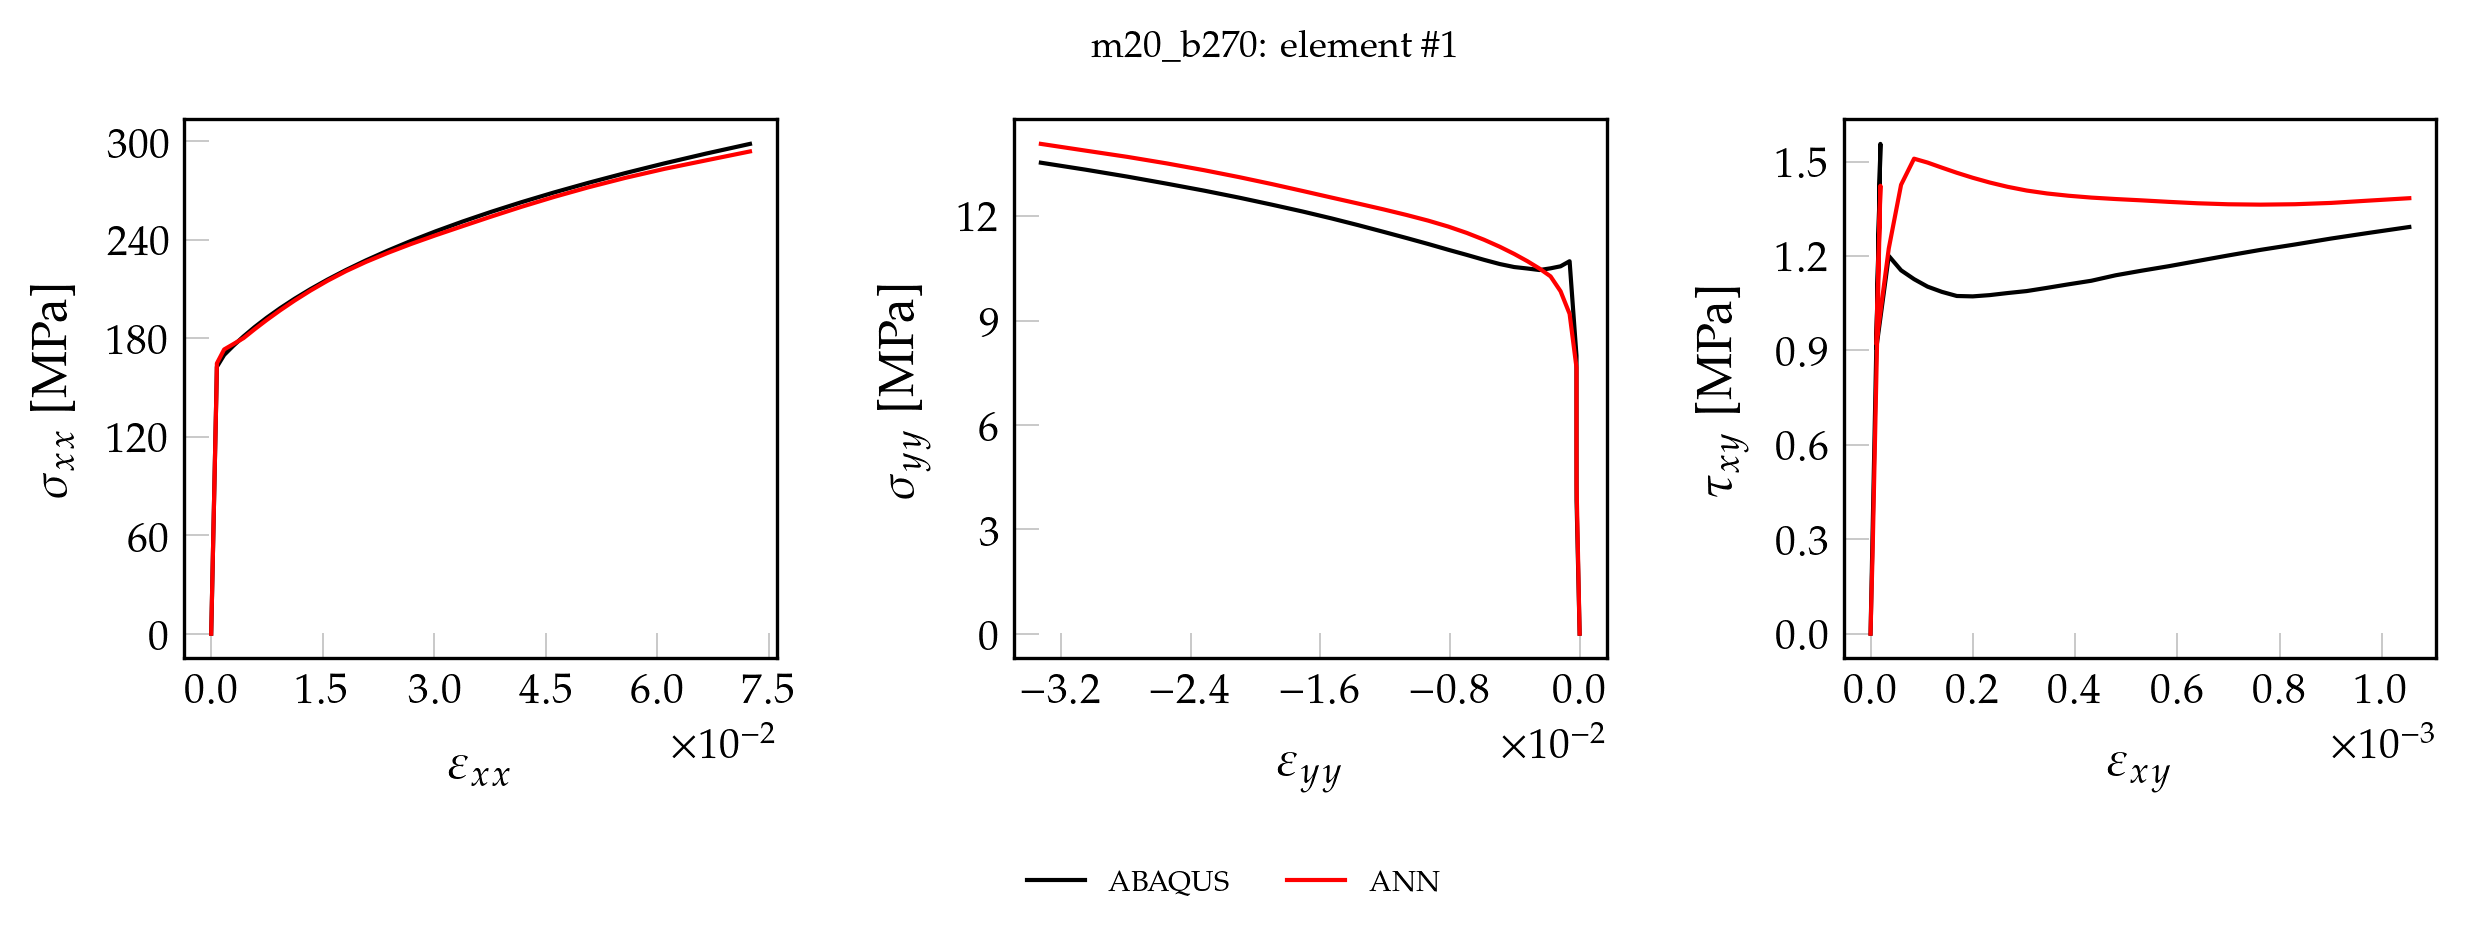 m20_b270: element #1
300
240
180
120
60
0
σxx [MPa]
0.0 1.5 3.0 4.5 6.0 7.5
×10⁻²
εxx
12
9
6
3
0
σyy [MPa]
−3.2 −2.4 −1.6 −0.8 0.0
×10⁻²
εyy
1.5
1.2
0.9
0.6
0.3
0.0
τxy [MPa]
0.0 0.2 0.4 0.6 0.8 1.0
×10⁻³
εxy
ABAQUS ANN